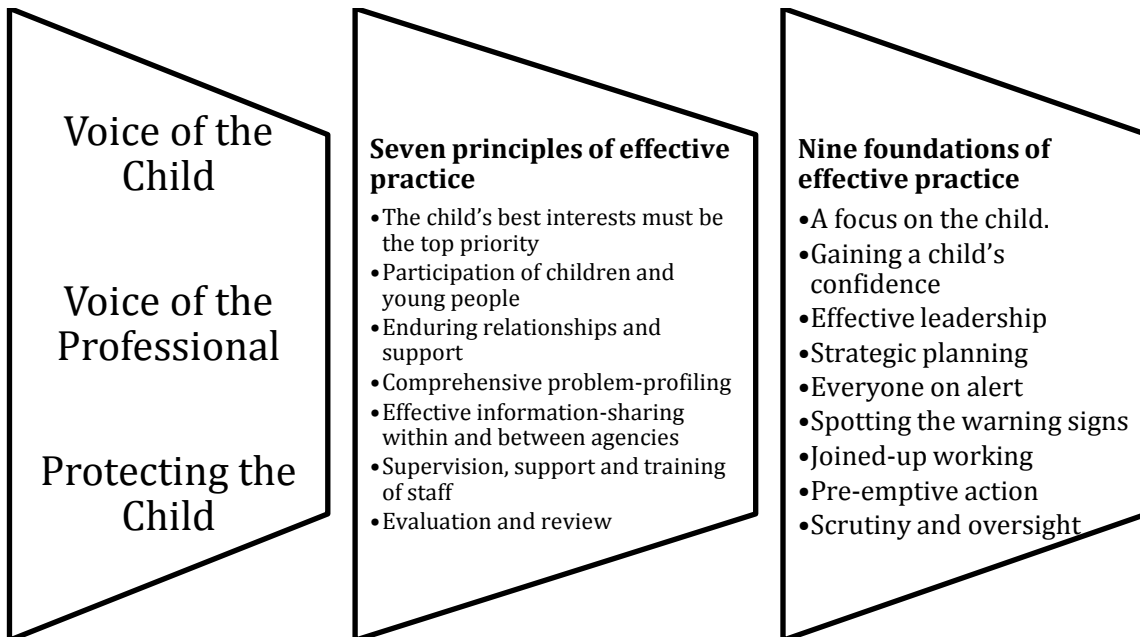 Voice of the
Child
Voice of the
Professional
Protecting the
Child
Seven principles of effective
practice
•The child’s best interests must be
the top priority
•Participation of children and
young people
•Enduring relationships and
support
•Comprehensive problem-profiling
•Effective information-sharing
within and between agencies
•Supervision, support and training
of staff
•Evaluation and review
Nine foundations of
effective practice
•A focus on the child.
•Gaining a child’s
confidence
•Effective leadership
•Strategic planning
•Everyone on alert
•Spotting the warning signs
•Joined-up working
•Pre-emptive action
•Scrutiny and oversight